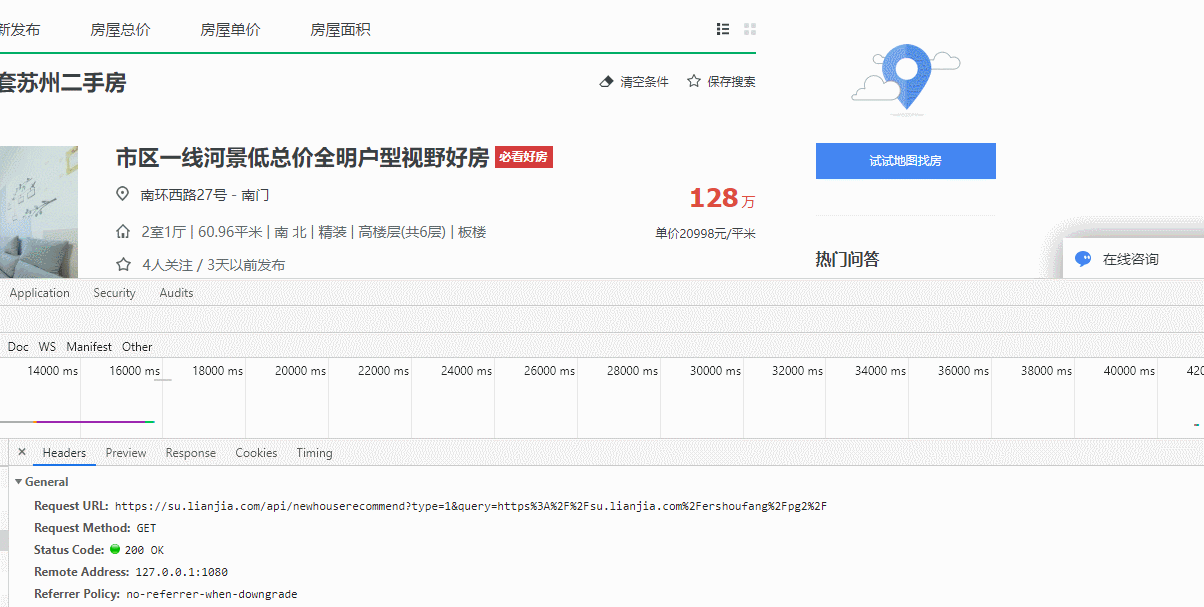 新发布 房屋总价 房屋单价 房屋面积
套苏州二手房 清空条件 保存搜索
试试地图找房
市区一线河景低总价全明户型视野好房 必看好房
南环西路27号 - 南门
128万
2室1厅 | 60.96平米 | 南 北 | 精装 | 高楼层(共6层) | 板楼
单价20998元/平米
4人关注 / 3天以前发布
热门问答
在线咨询
Application Security Audits
Doc WS Manifest Other
14000 ms 16000 ms 18000 ms 20000 ms 22000 ms 24000 ms 26000 ms 28000 ms 30000 ms 32000 ms 34000 ms 36000 ms 38000 ms 40000 ms 420
× Headers Preview Response Cookies Timing
General
Request URL: https://su.lianjia.com/api/newhouserecommend?type=1&query=https%3A%2F%2Fsu.lianjia.com%2Fershoufang%2Fpg2%2F
Request Method: GET
Status Code: 200 OK
Remote Address: 127.0.0.1:1080
Referrer Policy: no-referrer-when-downgrade